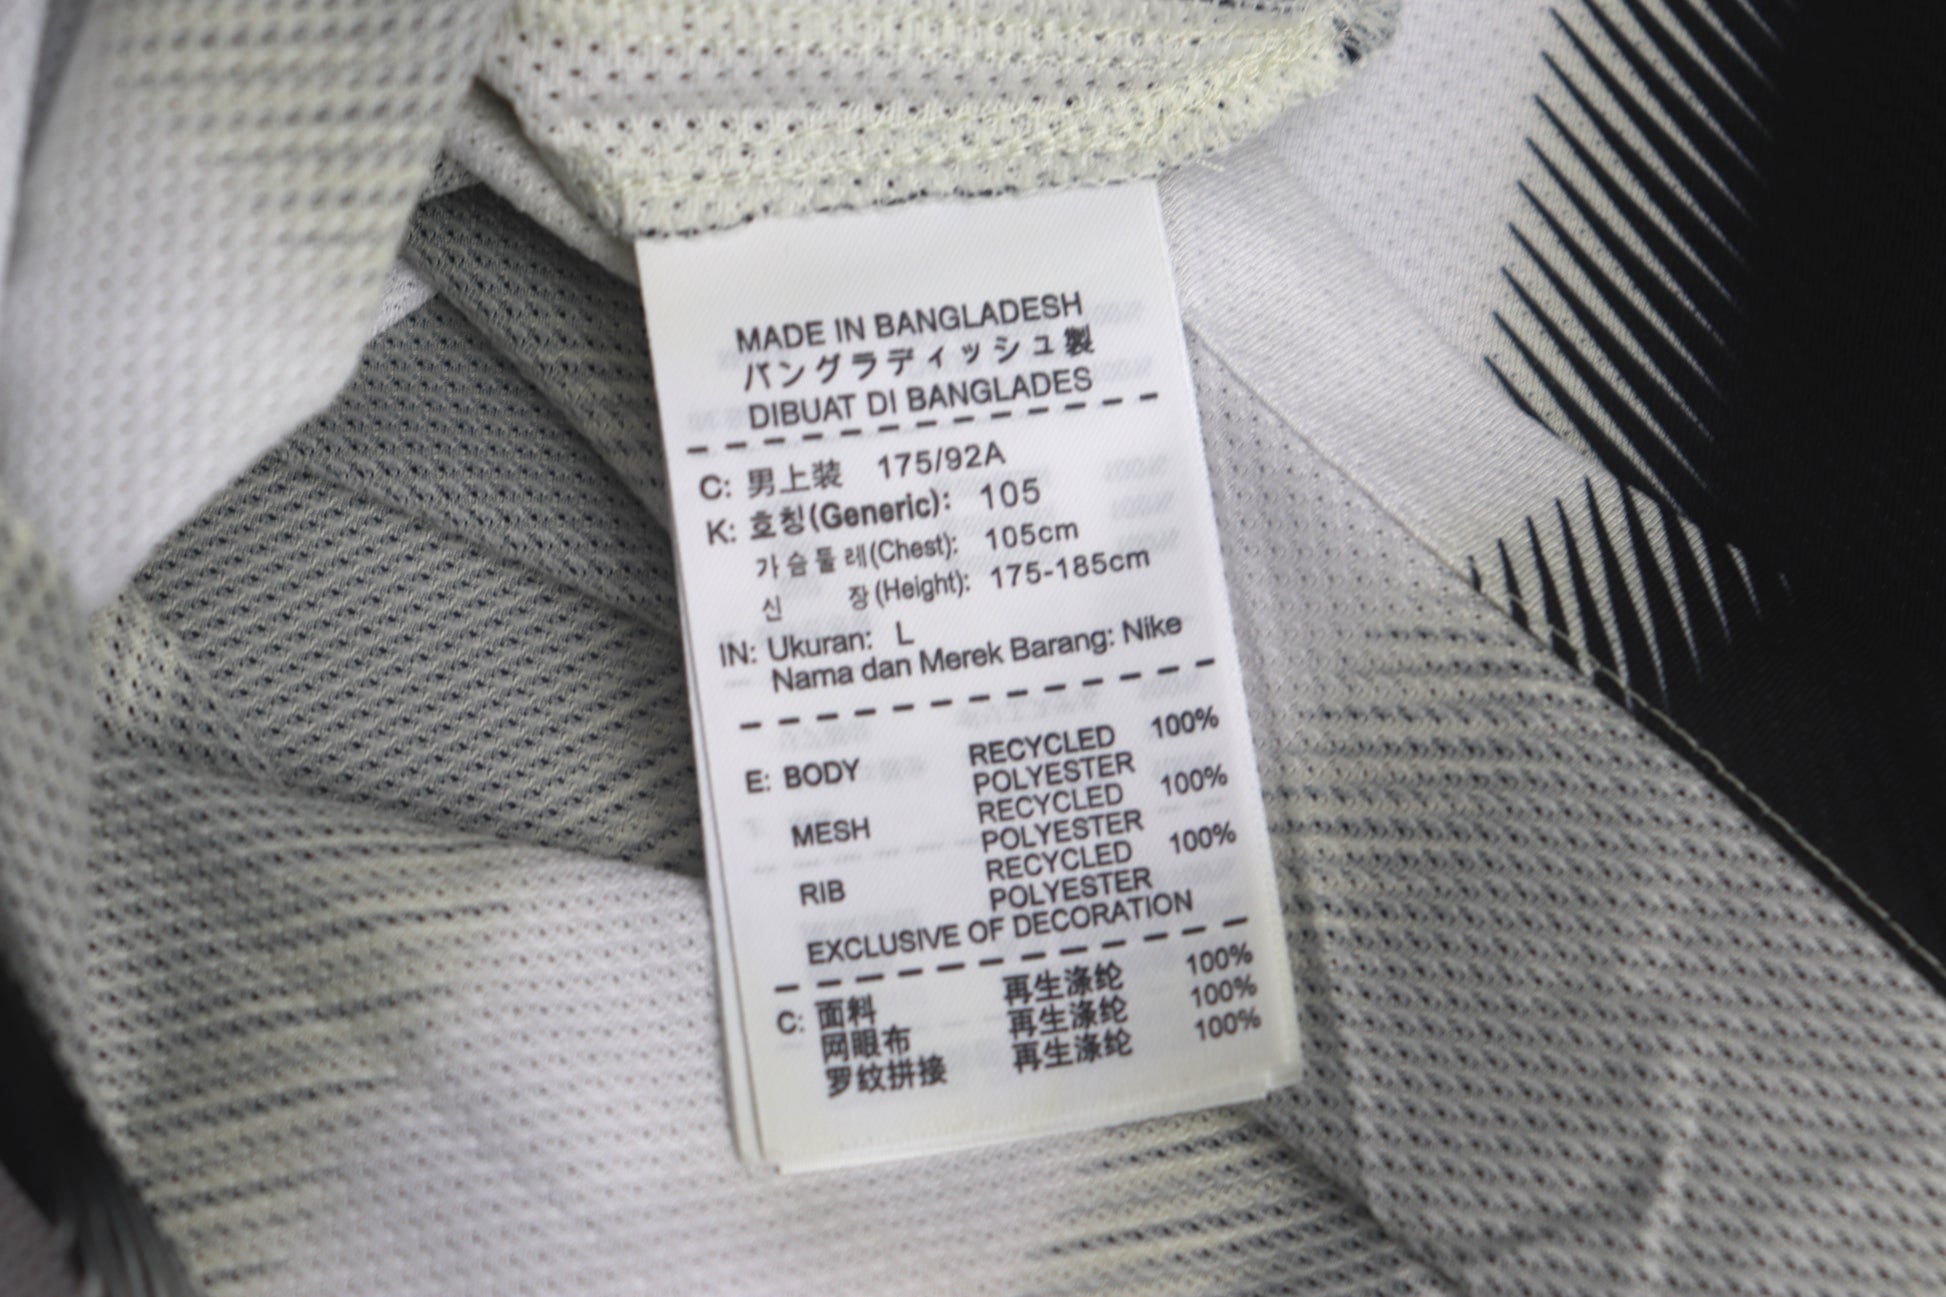 MADE IN BANGLADESH
バングラディッシュ製
DIBUAT DI BANGLADES
C: 男上装 175/92A
K: 호칭(Generic): 105
가슴둘레(Chest): 105cm
신 장(Height): 175-185cm
IN: Ukuran: L
Nama dan Merek Barang: Nike
E: BODY RECYCLED 100%
POLYESTER
MESH RECYCLED 100%
POLYESTER
RIB RECYCLED 100%
POLYESTER
EXCLUSIVE OF DECORATION
C: 面料 再生涤纶 100%
网眼布 再生涤纶 100%
罗纹拼接 再生涤纶 100%